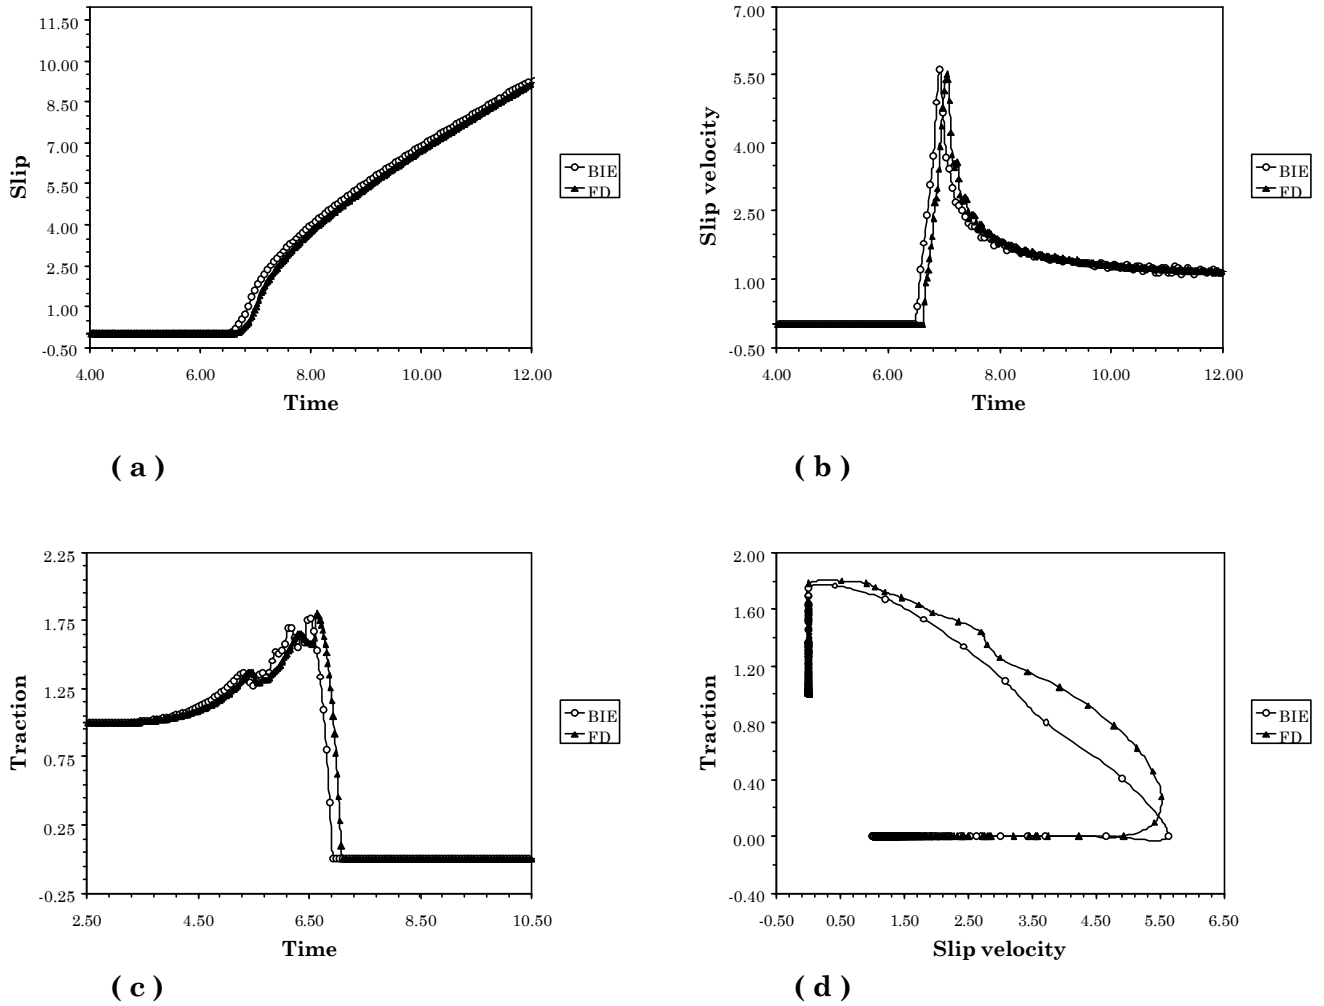 11.50
10.00
8.50
7.00
5.50
4.00
2.50
1.00
-0.50
Slip
4.00 6.00 8.00 10.00 12.00
Time
BIE
FD
( a )
7.00
5.50
4.00
2.50
1.00
-0.50
Slip velocity
4.00 6.00 8.00 10.00 12.00
Time
BIE
FD
( b )
2.25
1.75
1.25
0.75
0.25
-0.25
Traction
2.50 4.50 6.50 8.50 10.50
Time
BIE
FD
( c )
2.00
1.60
1.20
0.80
0.40
0.00
-0.40
Traction
-0.50 0.50 1.50 2.50 3.50 4.50 5.50 6.50
Slip velocity
BIE
FD
( d )